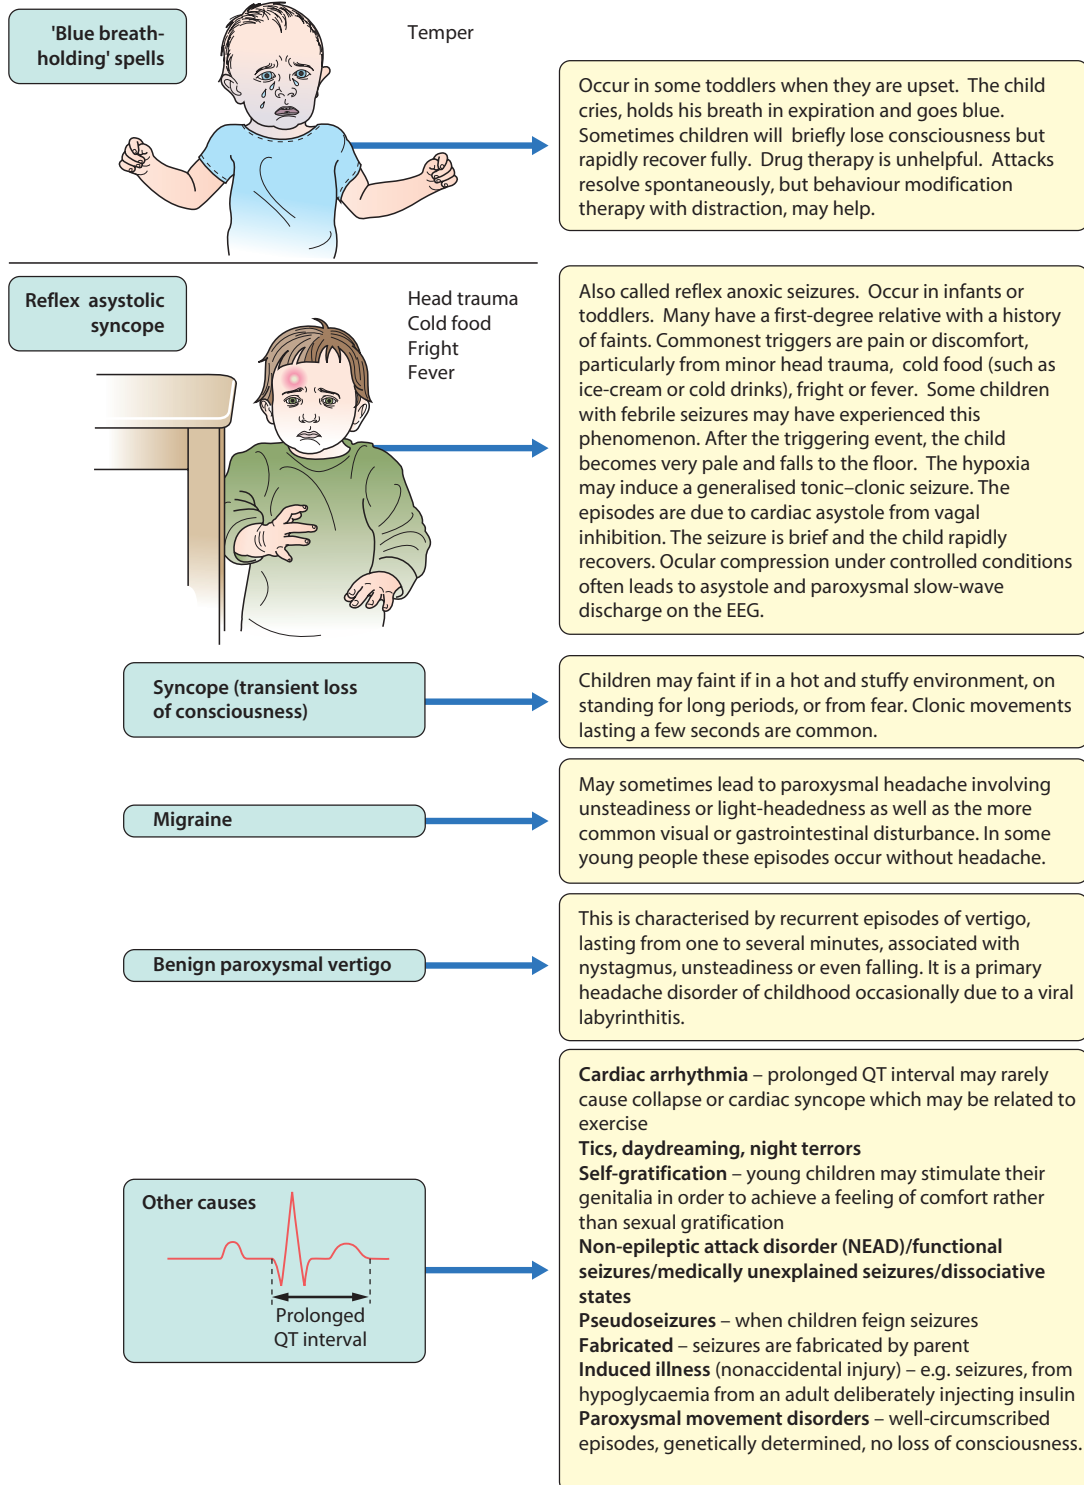 'Blue breath-
holding' spells
Temper
Occur in some toddlers when they are upset. The child
cries, holds his breath in expiration and goes blue.
Sometimes children will briefly lose consciousness but
rapidly recover fully. Drug therapy is unhelpful. Attacks
resolve spontaneously, but behaviour modification
therapy with distraction, may help.
Reflex asystolic
syncope
Head trauma
Cold food
Fright
Fever
Also called reflex anoxic seizures. Occur in infants or
toddlers. Many have a first-degree relative with a history
of faints. Commonest triggers are pain or discomfort,
particularly from minor head trauma, cold food (such as
ice-cream or cold drinks), fright or fever. Some children
with febrile seizures may have experienced this
phenomenon. After the triggering event, the child
becomes very pale and falls to the floor. The hypoxia
may induce a generalised tonic–clonic seizure. The
episodes are due to cardiac asystole from vagal
inhibition. The seizure is brief and the child rapidly
recovers. Ocular compression under controlled conditions
often leads to asystole and paroxysmal slow-wave
discharge on the EEG.
Syncope (transient loss
of consciousness)
Children may faint if in a hot and stuffy environment, on
standing for long periods, or from fear. Clonic movements
lasting a few seconds are common.
Migraine
May sometimes lead to paroxysmal headache involving
unsteadiness or light-headedness as well as the more
common visual or gastrointestinal disturbance. In some
young people these episodes occur without headache.
Benign paroxysmal vertigo
This is characterised by recurrent episodes of vertigo,
lasting from one to several minutes, associated with
nystagmus, unsteadiness or even falling. It is a primary
headache disorder of childhood occasionally due to a viral
labyrinthitis.
Other causes
Prolonged
QT interval
Cardiac arrhythmia – prolonged QT interval may rarely
cause collapse or cardiac syncope which may be related to
exercise
Tics, daydreaming, night terrors
Self-gratification – young children may stimulate their
genitalia in order to achieve a feeling of comfort rather
than sexual gratification
Non-epileptic attack disorder (NEAD)/functional
seizures/medically unexplained seizures/dissociative
states
Pseudoseizures – when children feign seizures
Fabricated – seizures are fabricated by parent
Induced illness (nonaccidental injury) – e.g. seizures, from
hypoglycaemia from an adult deliberately injecting insulin
Paroxysmal movement disorders – well-circumscribed
episodes, genetically determined, no loss of consciousness.